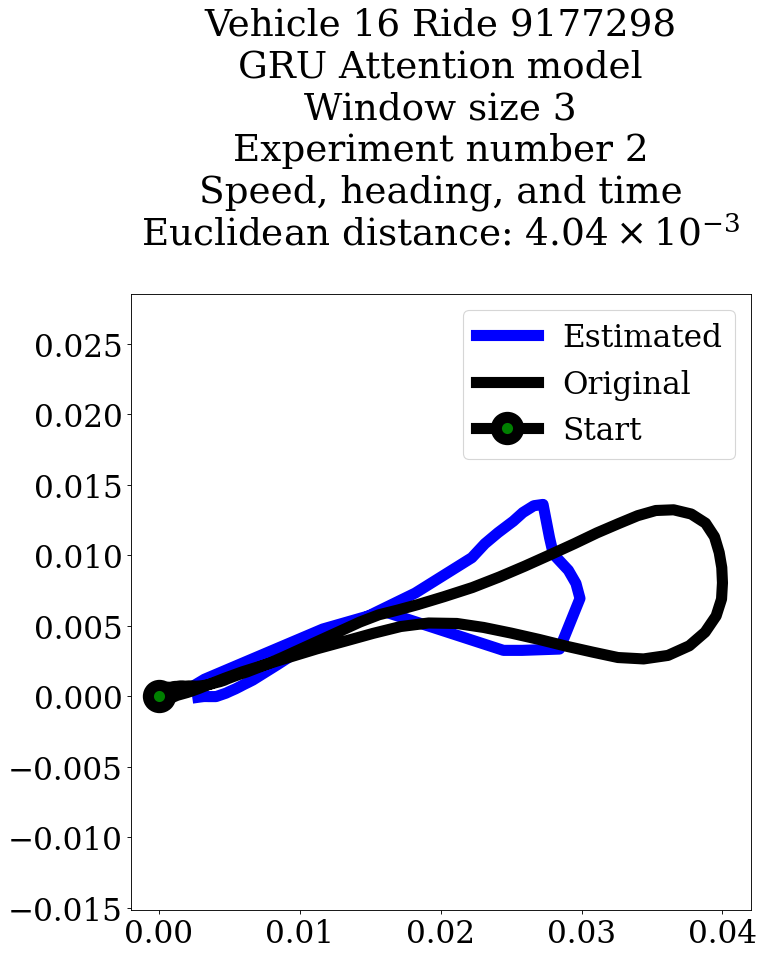 Vehicle 16 Ride 9177298
GRU Attention model
Window size 3
Experiment number 2
Speed, heading, and time
Euclidean distance: 4.04 × 10⁻³
Estimated
Original
Start
0.025
0.020
0.015
0.010
0.005
0.000
−0.005
−0.010
−0.015
0.00 0.01 0.02 0.03 0.04